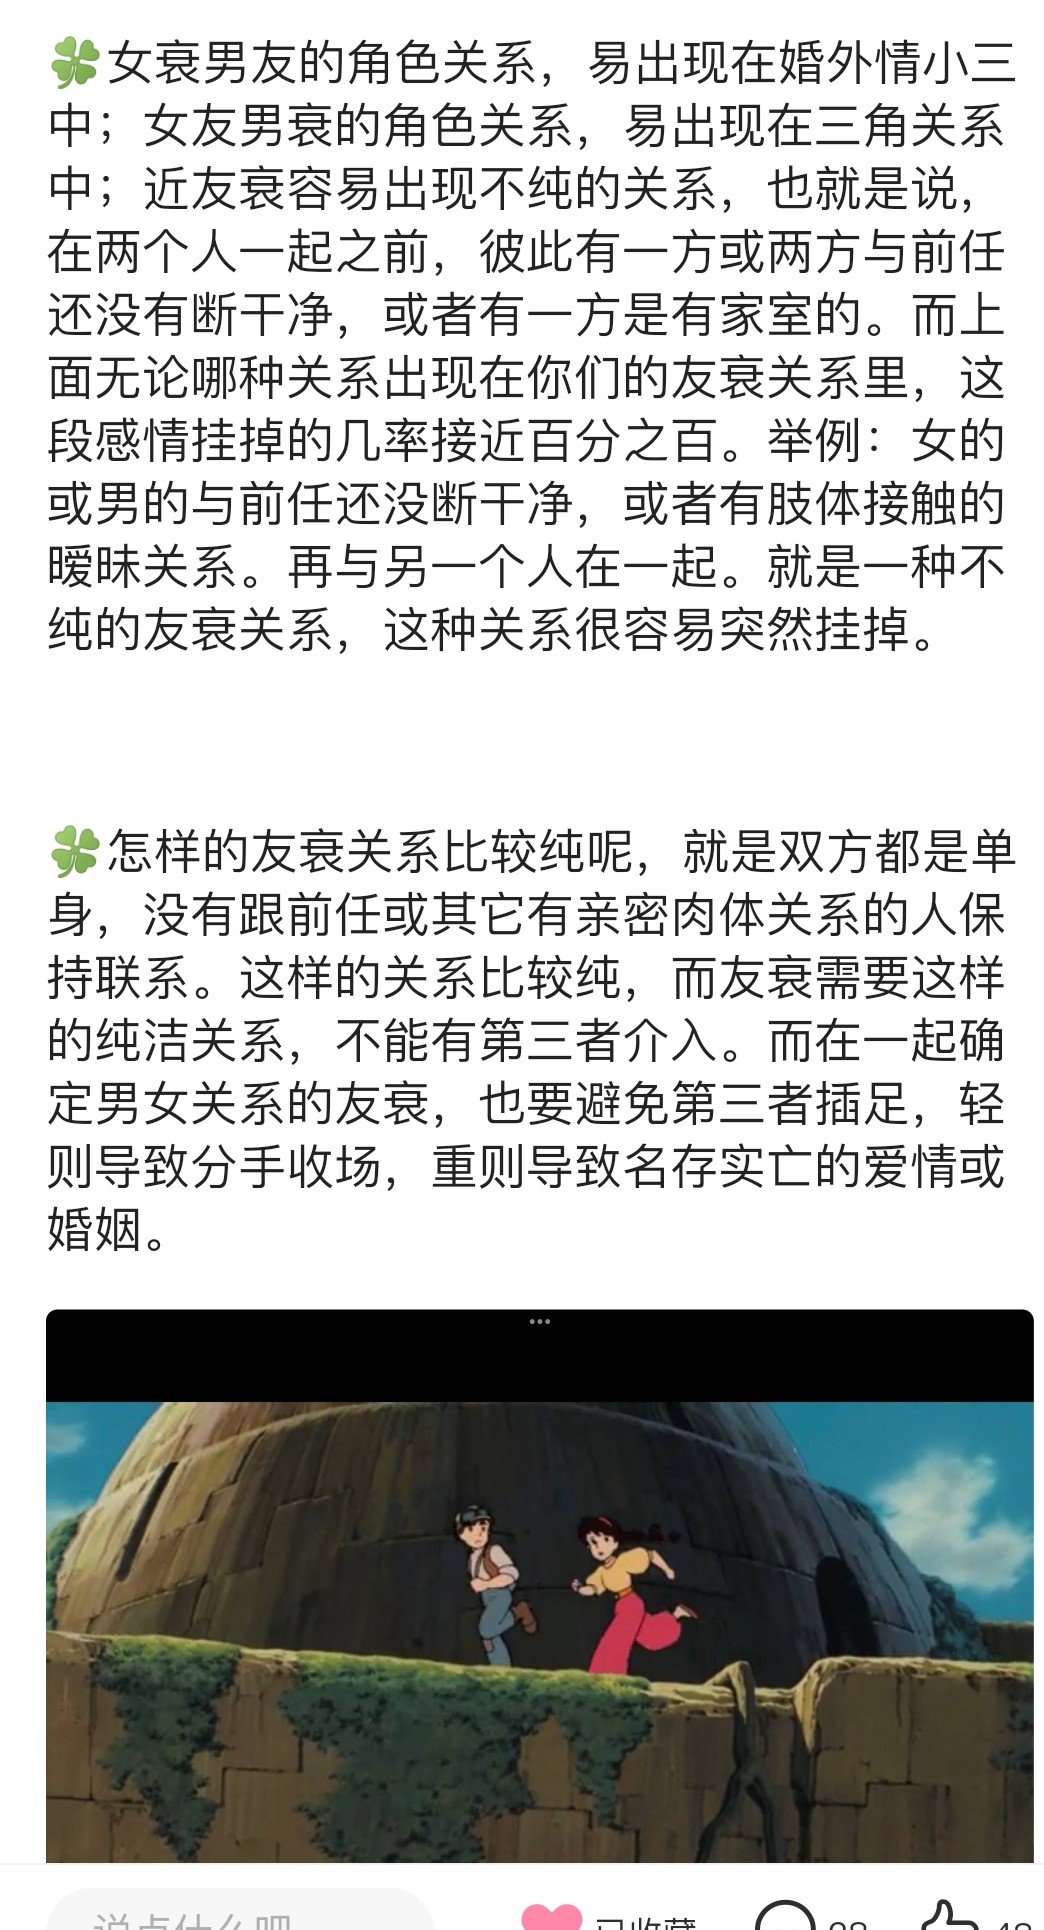 🍀女衰男友的角色关系，易出现在婚外情小三
中；女友男衰的角色关系，易出现在三角关系
中；近友衰容易出现不纯的关系，也就是说，
在两个人一起之前，彼此有一方或两方与前任
还没有断干净，或者有一方是有家室的。而上
面无论哪种关系出现在你们的友衰关系里，这
段感情挂掉的几率接近百分之百。举例：女的
或男的与前任还没断干净，或者有肢体接触的
暧昧关系。再与另一个人在一起。就是一种不
纯的友衰关系，这种关系很容易突然挂掉。
🍀怎样的友衰关系比较纯呢，就是双方都是单
身，没有跟前任或其它有亲密肉体关系的人保
持联系。这样的关系比较纯，而友衰需要这样
的纯洁关系，不能有第三者介入。而在一起确
定男女关系的友衰，也要避免第三者插足，轻
则导致分手收场，重则导致名存实亡的爱情或
婚姻。
说点什么吧 已收藏